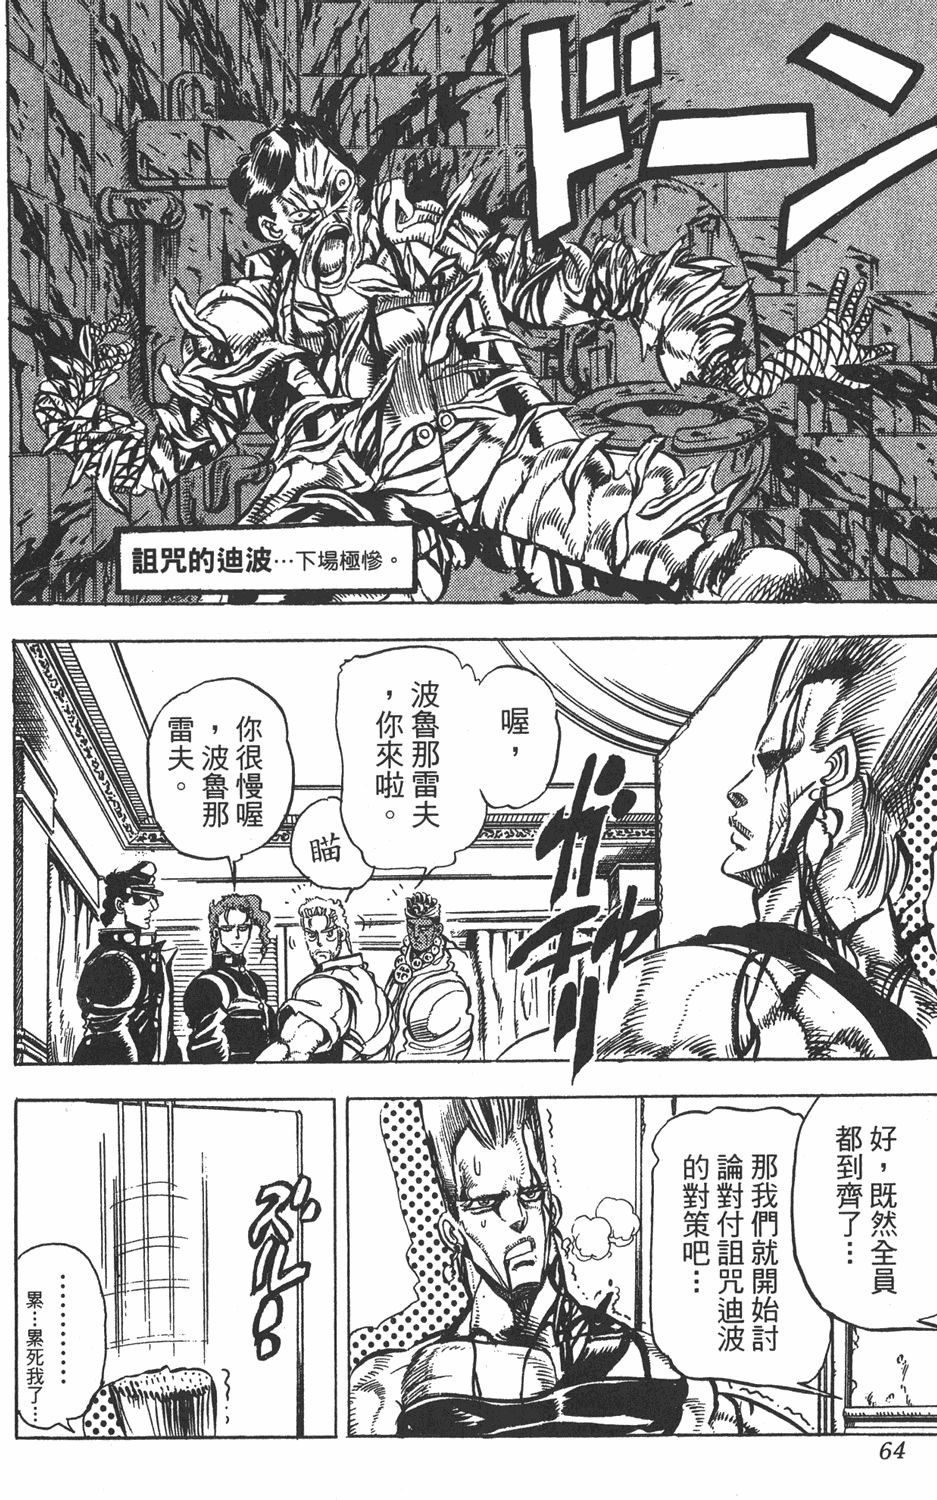 ドーン
詛咒的迪波…下場極慘。
喔，
波魯那雷夫
，你來啦。
瞄
你很慢喔
，波魯那
雷夫。
ガチャ
好，既然全員
都到齊了…
那我們就開始討
論對付詛咒迪波
的對策吧…
ズル！
…………
累…累死我了…
64